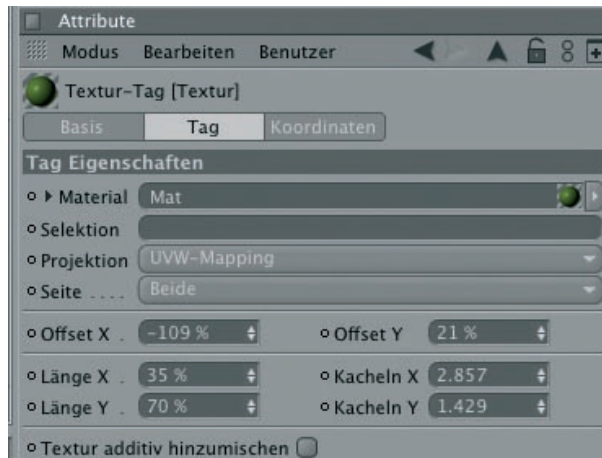 Attribute
Modus Bearbeiten Benutzer
Textur-Tag [Textur]
Basis Tag Koordinaten
Tag Eigenschaften
Material Mat
Selektion
Projektion UVW-Mapping
Seite .... Beide
Offset X . -109 % Offset Y 21 %
Länge X . 35 % Kacheln X 2.857
Länge Y . 70 % Kacheln Y 1.429
Textur additiv hinzumischen